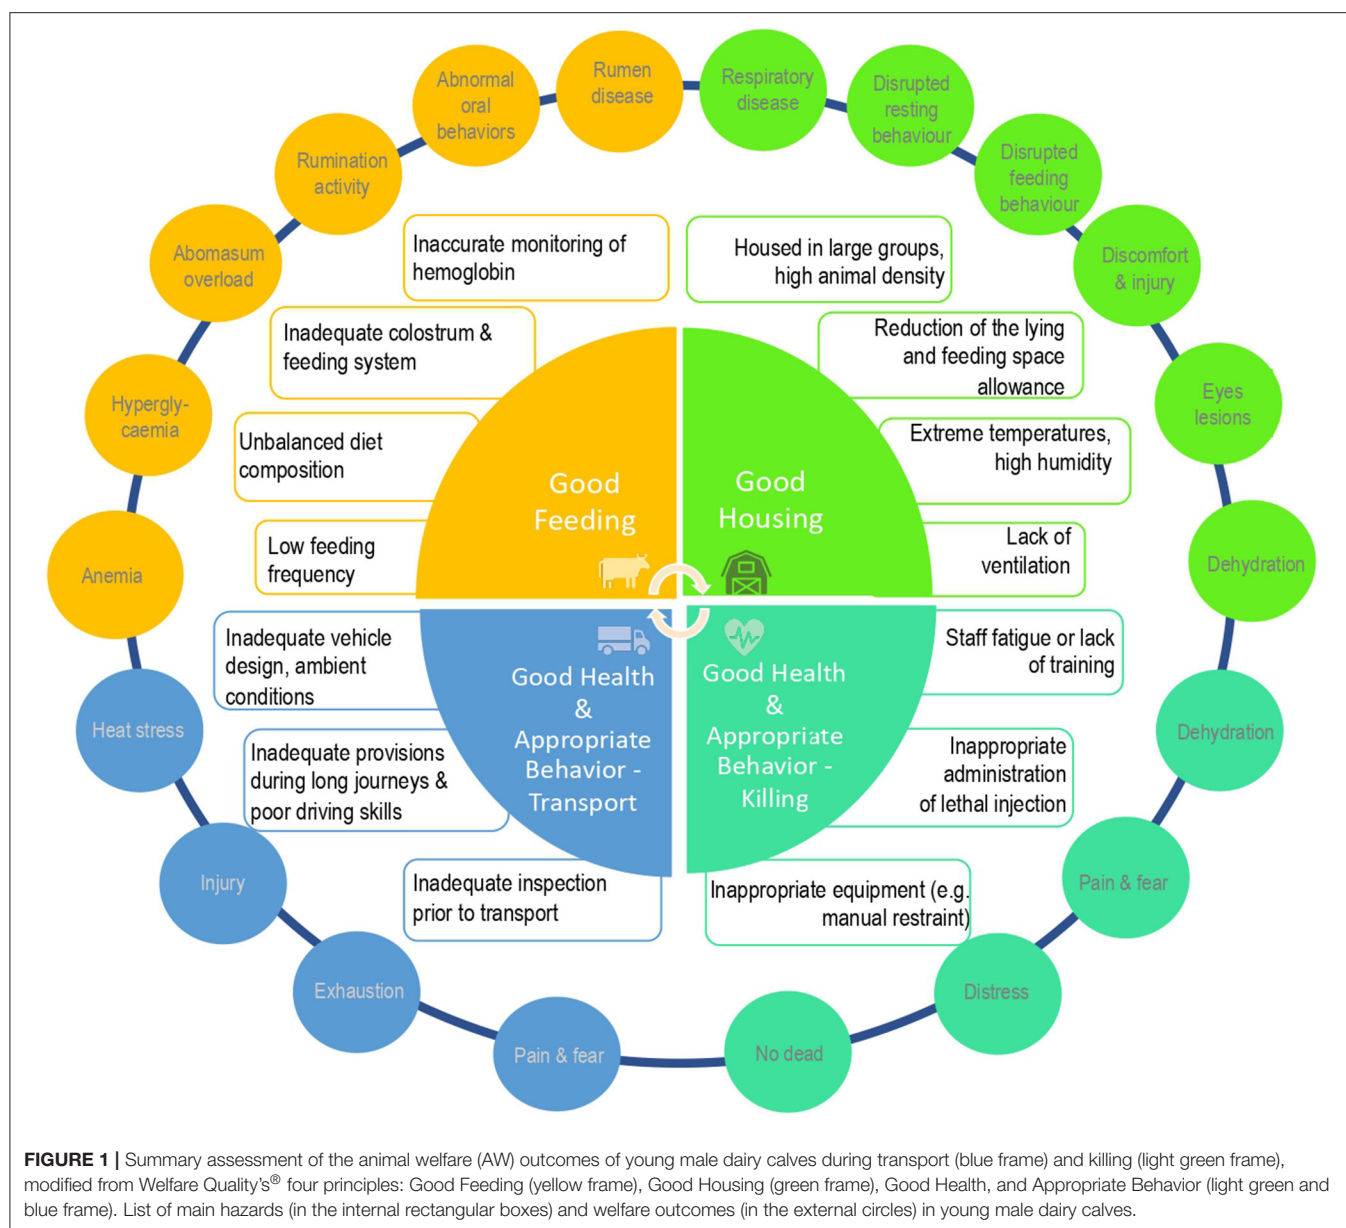 Abnormal
oral
behaviors
Rumen
disease
Respiratory
disease
Disrupted
resting
behaviour
Rumination
activity
Disrupted
feeding
behaviour
Abomasum
overload
Discomfort
& injury
Hypergly-
caemia
Eyes
lesions
Anemia
Dehydration
Heat stress
Dehydration
Injury
Pain & fear
Exhaustion
Distress
Pain & fear
No dead
Inaccurate monitoring of
hemoglobin
Inadequate colostrum &
feeding system
Unbalanced diet
composition
Low feeding
frequency
Housed in large groups,
high animal density
Reduction of the lying
and feeding space
allowance
Extreme temperatures,
high humidity
Lack of
ventilation
Good
Feeding
Good
Housing
Inadequate vehicle
design, ambient
conditions
Inadequate provisions
during long journeys &
poor driving skills
Inadequate inspection
prior to transport
Good Health
&
Appropriate
Behavior -
Transport
Good Health
&
Appropriate
Behavior -
Killing
Staff fatigue or lack
of training
Inappropriate
administration
of lethal injection
Inappropriate equipment (e.g.
manual restraint)
FIGURE 1 | Summary assessment of the animal welfare (AW) outcomes of young male dairy calves during transport (blue frame) and killing (light green frame),
modified from Welfare Quality's® four principles: Good Feeding (yellow frame), Good Housing (green frame), Good Health, and Appropriate Behavior (light green and
blue frame). List of main hazards (in the internal rectangular boxes) and welfare outcomes (in the external circles) in young male dairy calves.